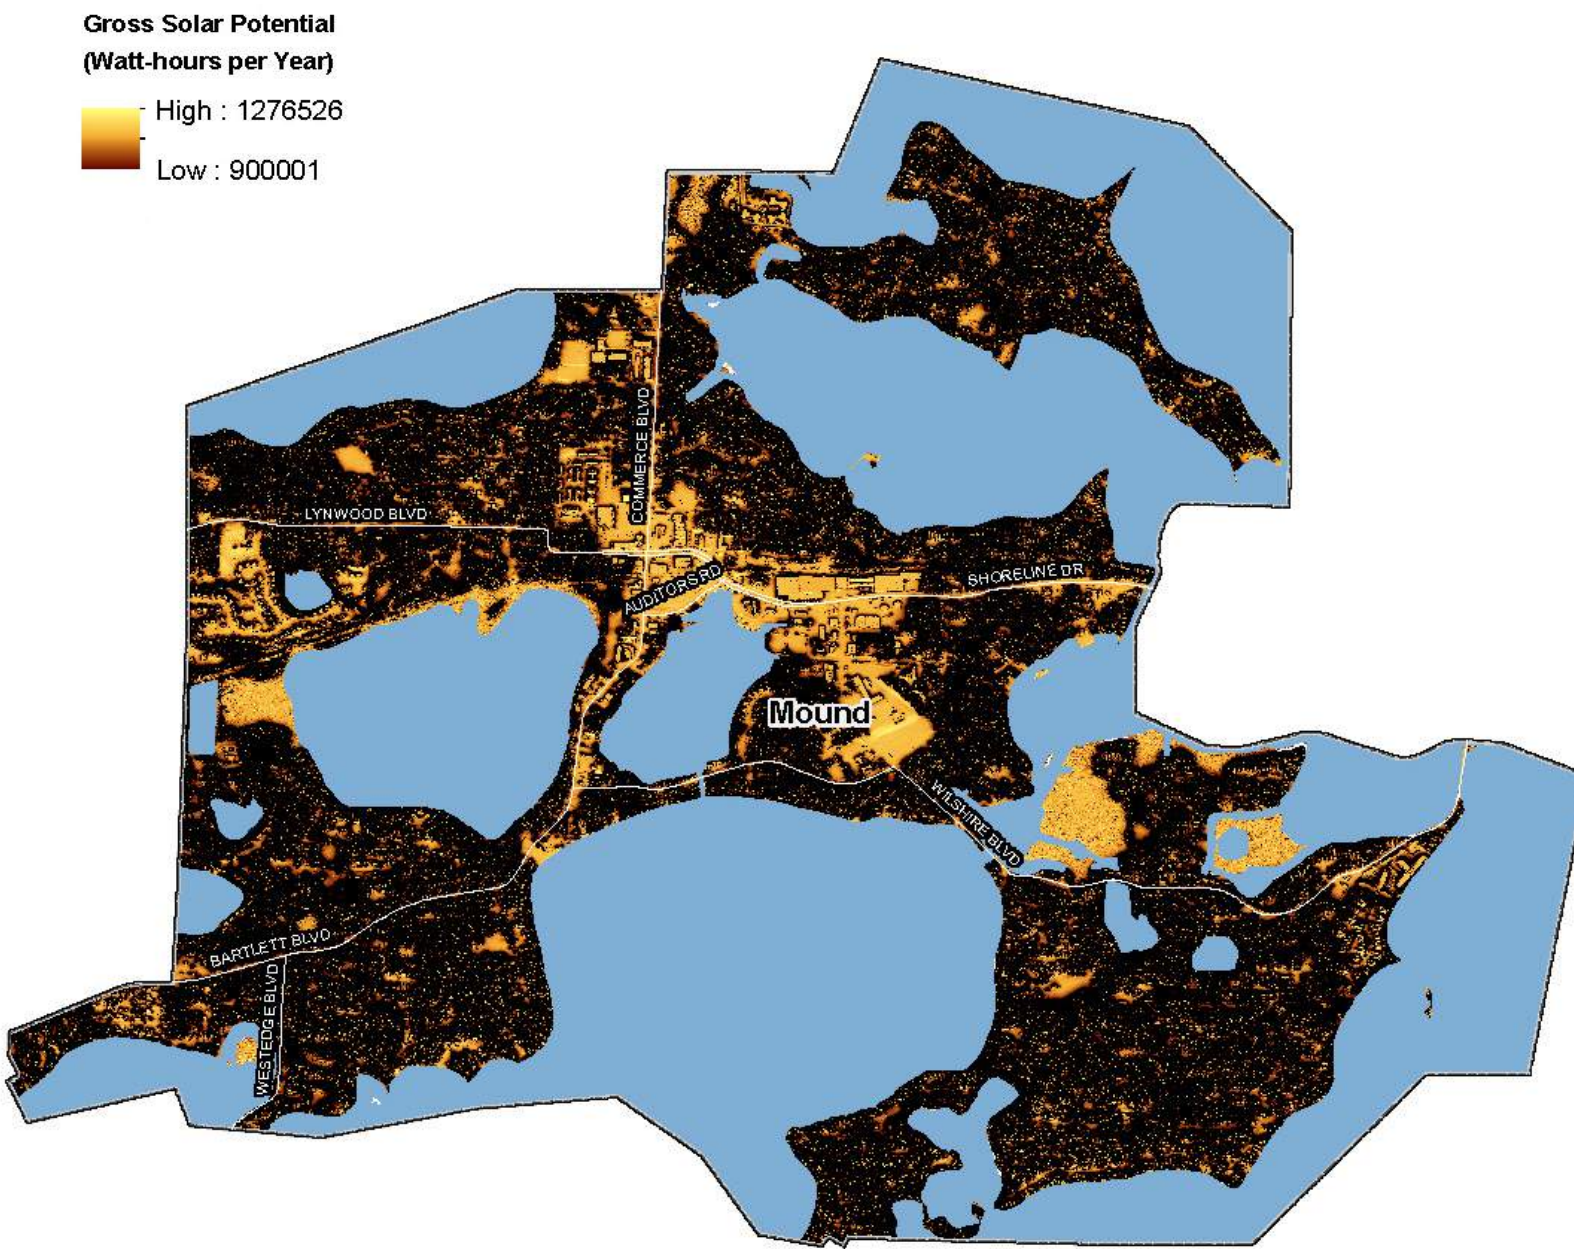 Gross Solar Potential
(Watt-hours per Year)
High : 1276526
Low : 900001
COMMERCE BLVD
LYNWOOD BLVD
AUDITORS RD
SHORELINE DR
Mound
WILSHIRE BLVD
BARTLETT BLVD
WESTEDGE BLVD